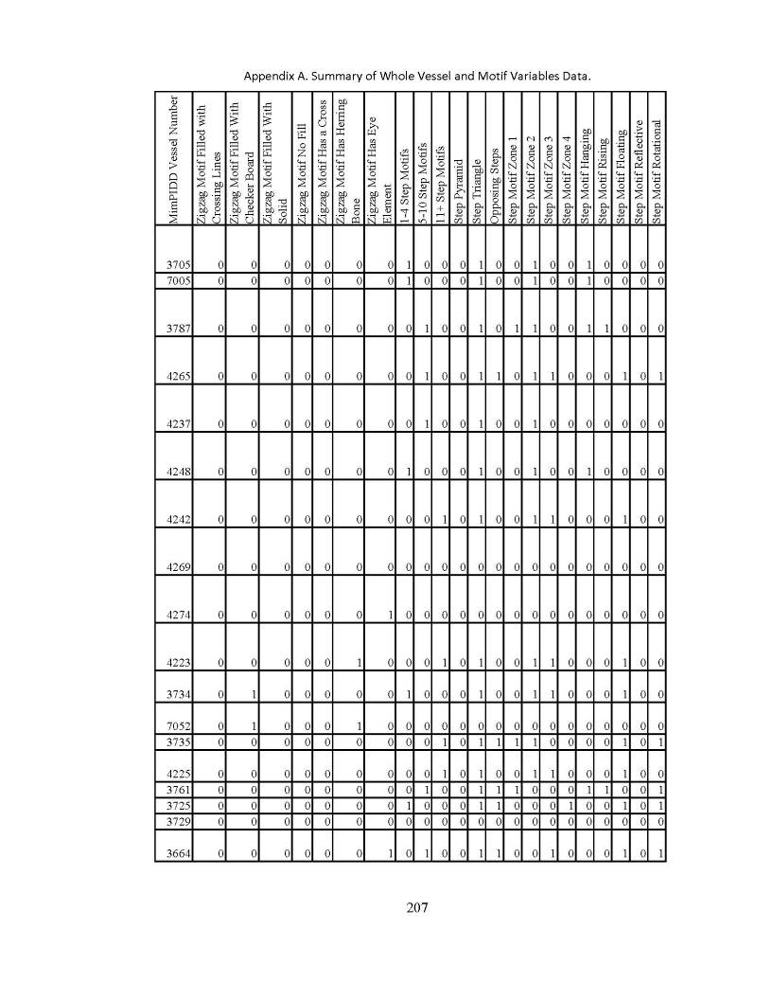 Appendix A. Summary of Whole Vessel and Motif Variables Data.
MimPIDD Vessel Number
Zigzag Motif Filled with
Crossing Lines
Zigzag Motif Filled With
Checker Board
Zigzag Motif Filled With
Solid
Zigzag Motif No Fill
Zigzag Motif Has a Cross
Zigzag Motif Has Herring
Bone
Zigzag Motif Has Eye
Element
1-4 Step Motifs
5-10 Step Motifs
11+ Step Motifs
Step Pyramid
Step Triangle
Opposing Steps
Step Motif Zone 1
Step Motif Zone 2
Step Motif Zone 3
Step Motif Zone 4
Step Motif Hanging
Step Motif Rising
Step Motif Floating
Step Motif Reflective
Step Motif Rotational
3705 0 0 0 0 0 0 0 1 0 0 0 1 0 0 1 0 0 1 0 0 0 0
7005 0 0 0 0 0 0 0 1 0 0 0 1 0 0 1 0 0 1 0 0 0 0
3787 0 0 0 0 0 0 0 0 1 0 0 1 0 1 1 0 0 1 1 0 0 0
4265 0 0 0 0 0 0 0 0 1 0 0 1 1 0 1 1 0 0 0 1 0 1
4237 0 0 0 0 0 0 0 0 1 0 0 1 0 0 1 0 0 0 0 0 0 0
4248 0 0 0 0 0 0 0 1 0 0 0 1 0 0 1 0 0 1 0 0 0 0
4242 0 0 0 0 0 0 0 0 0 1 0 1 0 0 1 1 0 0 0 1 0 0
4269 0 0 0 0 0 0 0 0 0 0 0 0 0 0 0 0 0 0 0 0 0 0
4274 0 0 0 0 0 0 1 0 0 0 0 0 0 0 0 0 0 0 0 0 0 0
4223 0 0 0 0 0 1 0 0 0 1 0 1 0 0 1 1 0 0 0 1 0 0
3734 0 1 0 0 0 0 0 1 0 0 0 1 0 0 1 1 0 0 0 1 0 0
7052 0 1 0 0 0 1 0 0 0 0 0 0 0 0 0 0 0 0 0 0 0 0
3735 0 0 0 0 0 0 0 0 0 1 0 1 1 1 1 0 0 0 0 1 0 1
4225 0 0 0 0 0 0 0 0 0 1 0 1 0 0 1 1 0 0 0 1 0 0
3761 0 0 0 0 0 0 0 0 1 0 0 1 1 1 0 0 0 1 1 0 0 1
3725 0 0 0 0 0 0 0 1 0 0 0 1 1 0 0 0 1 0 0 1 0 1
3729 0 0 0 0 0 0 0 0 0 0 0 0 0 0 0 0 0 0 0 0 0 0
3664 0 0 0 0 0 0 1 0 1 0 0 1 1 0 0 1 0 0 0 1 0 1
207